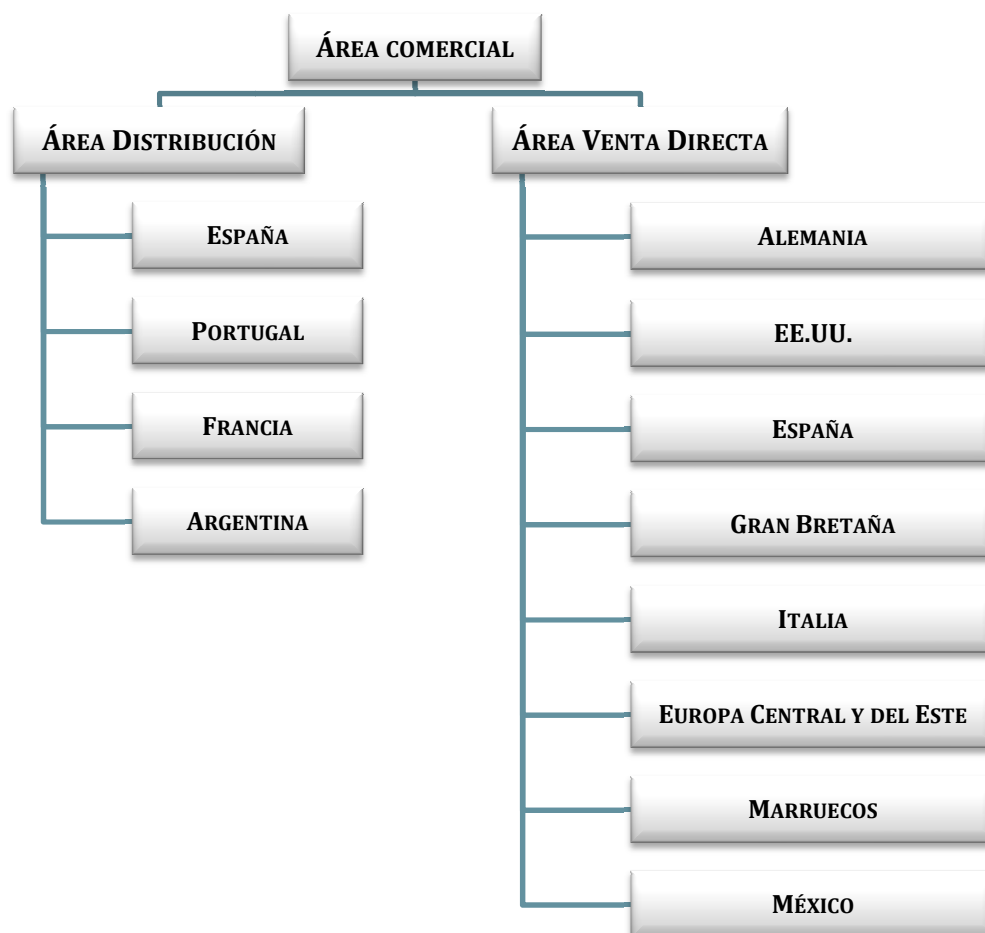 ÁREA COMERCIAL
ÁREA DISTRIBUCIÓN
ESPAÑA
PORTUGAL
FRANCIA
ARGENTINA
ÁREA VENTA DIRECTA
ALEMANIA
EE.UU.
ESPAÑA
GRAN BRETAÑA
ITALIA
EUROPA CENTRAL Y DEL ESTE
MARRUECOS
MÉXICO